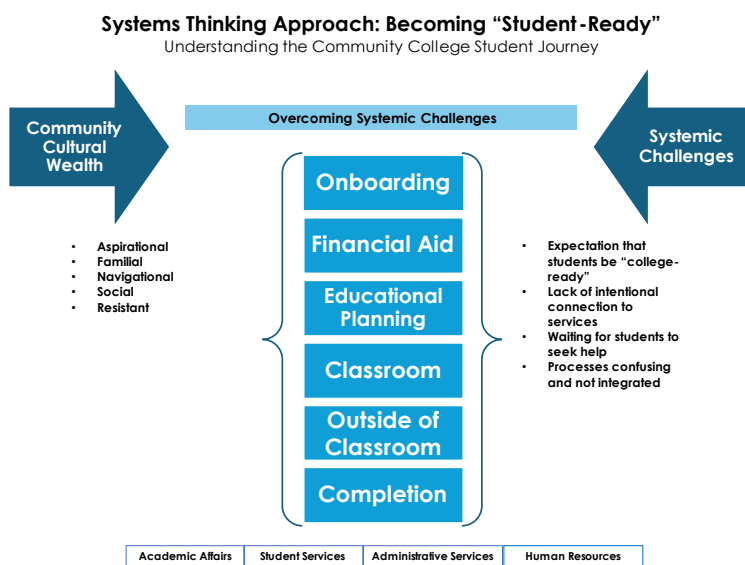 Systems Thinking Approach: Becoming “Student-Ready”
Understanding the Community College Student Journey
Community
Cultural
Wealth
Overcoming Systemic Challenges
Systemic
Challenges
Onboarding
Financial Aid
Educational
Planning
Classroom
Outside of
Classroom
Completion
• Aspirational
• Familial
• Navigational
• Social
• Resistant
• Expectation that
students be “college-
ready”
• Lack of intentional
connection to
services
• Waiting for students to
seek help
• Processes confusing
and not integrated
Academic Affairs
Student Services
Administrative Services
Human Resources